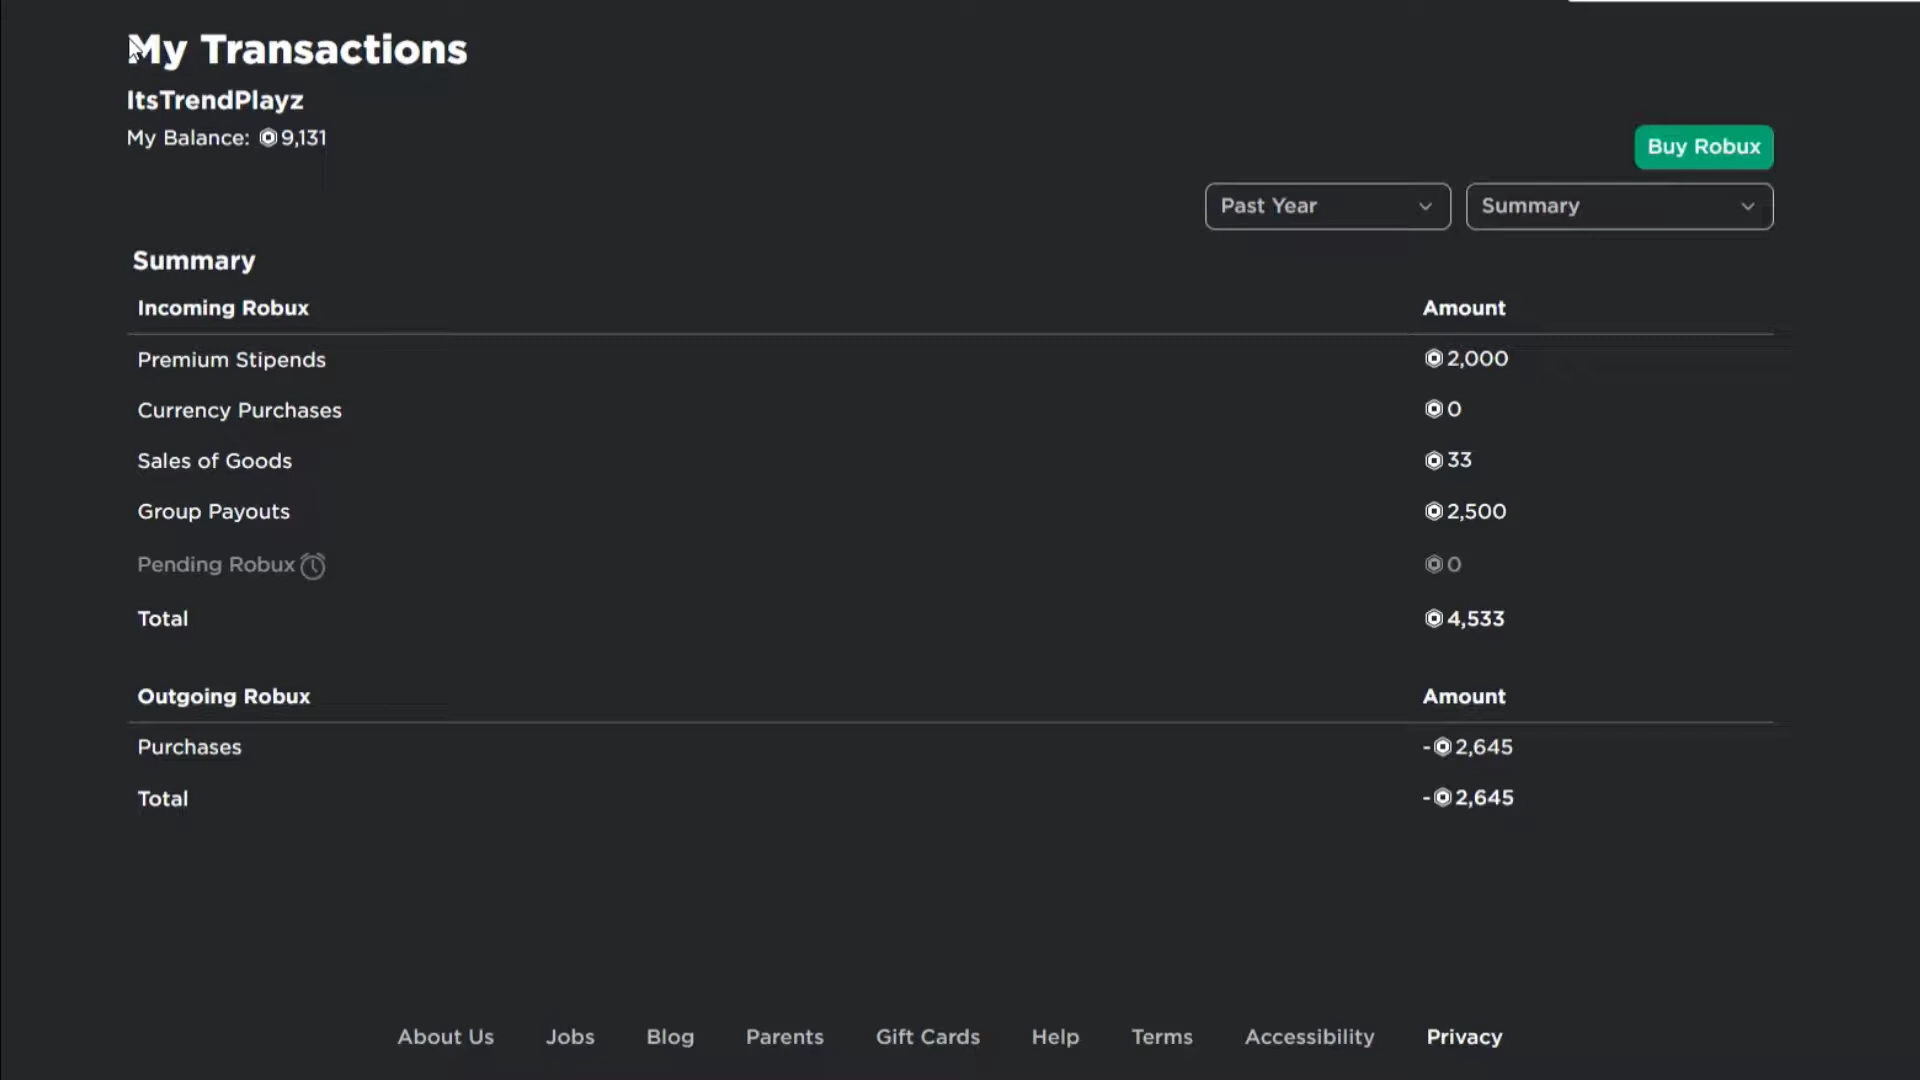 My Transactions
ItsTrendPlayz
My Balance: 9,131
Buy Robux
Past Year Summary
Summary
Incoming Robux Amount
Premium Stipends 2,000
Currency Purchases 0
Sales of Goods 33
Group Payouts 2,500
Pending Robux 0
Total 4,533
Outgoing Robux Amount
Purchases -2,645
Total -2,645
About Us Jobs Blog Parents Gift Cards Help Terms Accessibility Privacy